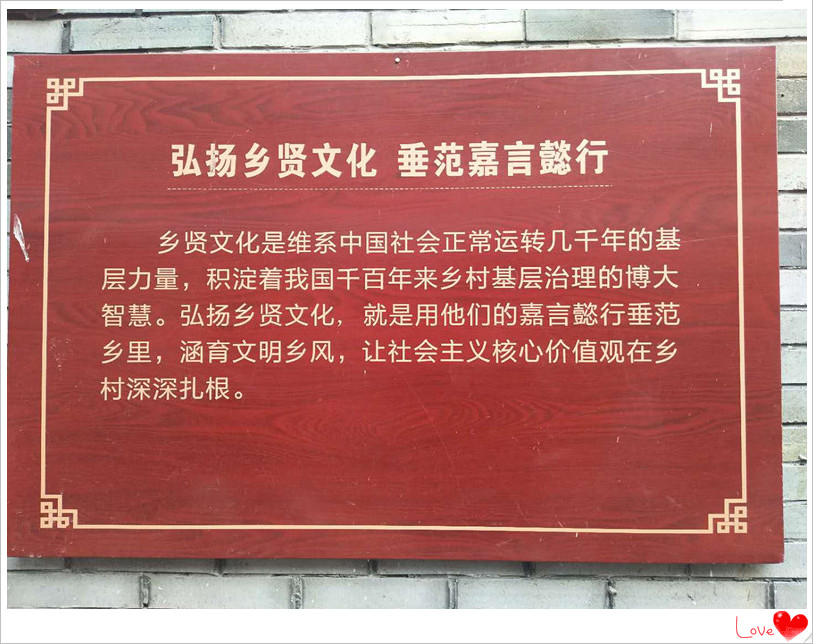 弘扬乡贤文化 垂范嘉言懿行
乡贤文化是维系中国社会正常运转几千年的基
层力量，积淀着我国千百年来乡村基层治理的博大
智慧。弘扬乡贤文化，就是用他们的嘉言懿行垂范
乡里，涵育文明乡风，让社会主义核心价值观在乡
村深深扎根。
Love